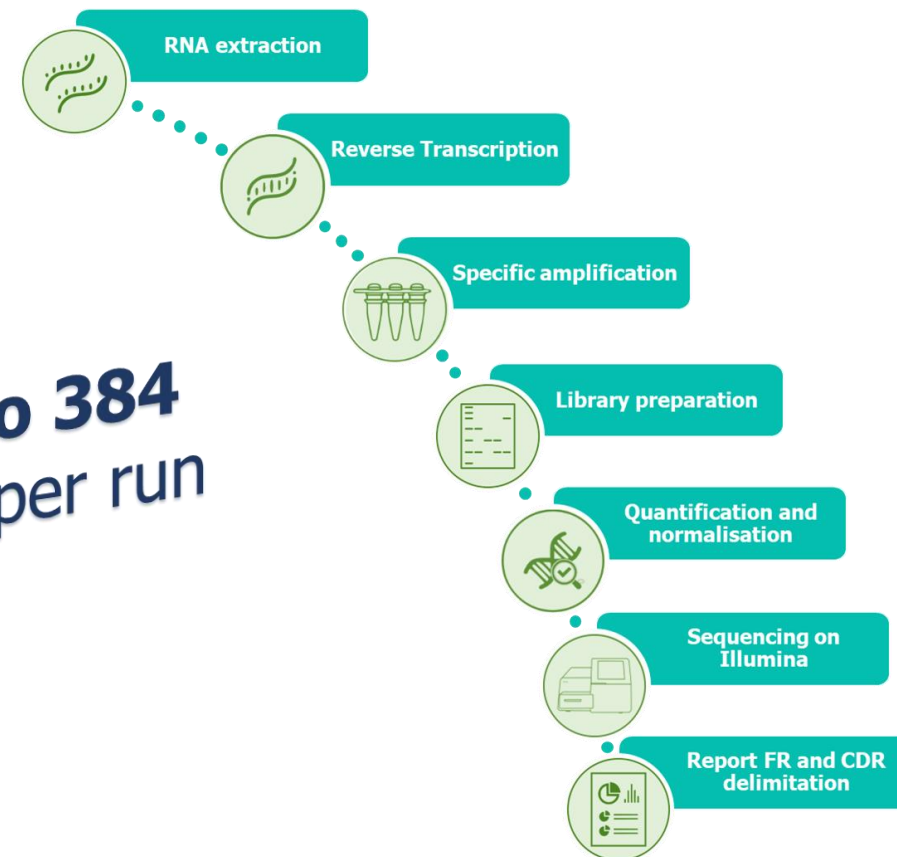 RNA extraction
Reverse Transcription
Specific amplification
o 384
per run
Library preparation
Quantification and
normalisation
Sequencing on
Illumina
Report FR and CDR
delimitation